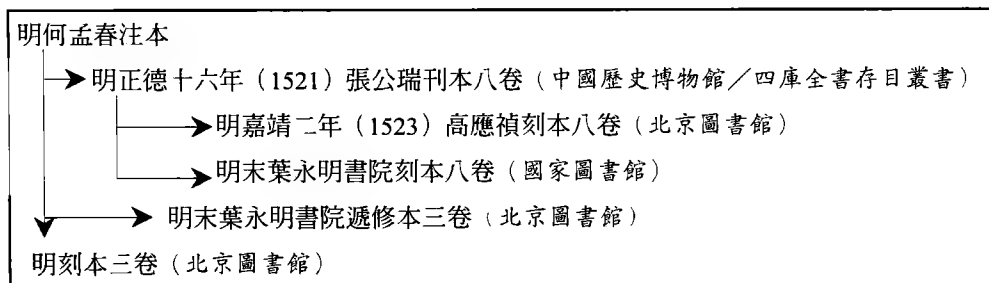 明何孟春注本
明正德十六年（1521）張公瑞刊本八卷（中國歷史博物館／四庫全書存目叢書）
明嘉靖二年（1523）高應禎刻本八卷（北京圖書館）
明末葉永明書院刻本八卷（國家圖書館）
明末葉永明書院遞修本三卷（北京圖書館）
明刻本三卷（北京圖書館）